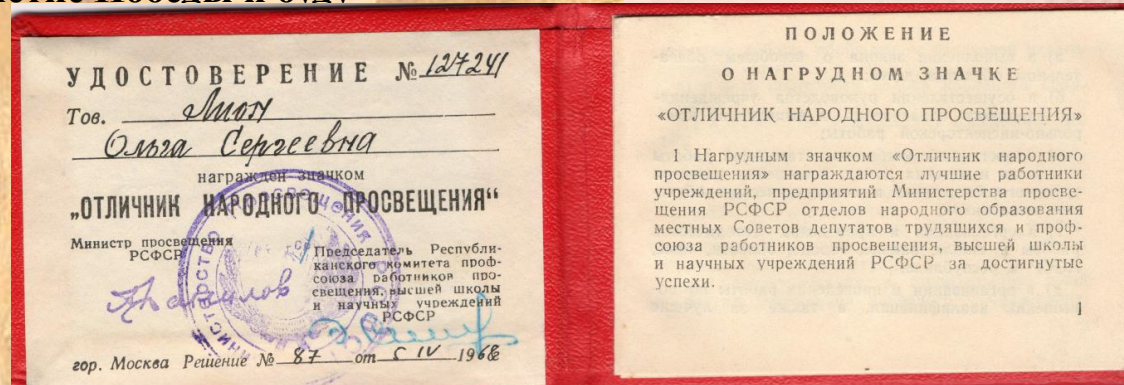 УДОСТОВЕРЕНИЕ № 127241
Тов. Лион
Ольга Сергеевна
награжден значком
„ОТЛИЧНИК НАРОДНОГО ПРОСВЕЩЕНИЯ“
Министр просвещения
РСФСР
Председатель Республи-
канского комитета проф-
союза работников про-
свещения, высшей школы
и научных учреждений
РСФСР
гор. Москва Решение № 87 от 5 IV 1968
ПОЛОЖЕНИЕ
О НАГРУДНОМ ЗНАЧКЕ
«ОТЛИЧНИК НАРОДНОГО ПРОСВЕЩЕНИЯ»
1 Нагрудным значком «Отличник народного
просвещения» награждаются лучшие работники
учреждений, предприятий Министерства просве-
щения РСФСР отделов народного образования
местных Советов депутатов трудящихся и проф-
союза работников просвещения, высшей школы
и научных учреждений РСФСР за достигнутые
успехи.
1